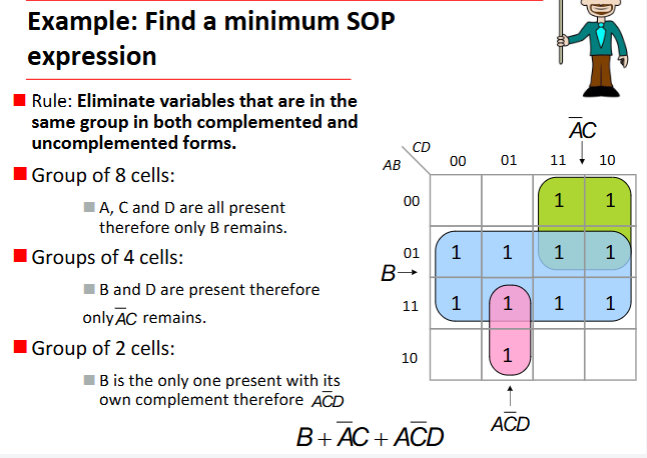 Example: Find a minimum SOP
expression
Rule: Eliminate variables that are in the
same group in both complemented and
uncomplemented forms.
Group of 8 cells:
A, C and D are all present
therefore only B remains.
Groups of 4 cells:
B and D are present therefore
only A̅C remains.
Group of 2 cells:
B is the only one present with its
own complement therefore AC̅D
B + A̅C + AC̅D
A̅C
CD
AB
00 01 11 10
00 1 1
01 1 1 1 1
B
11 1 1 1 1
10 1
AC̅D